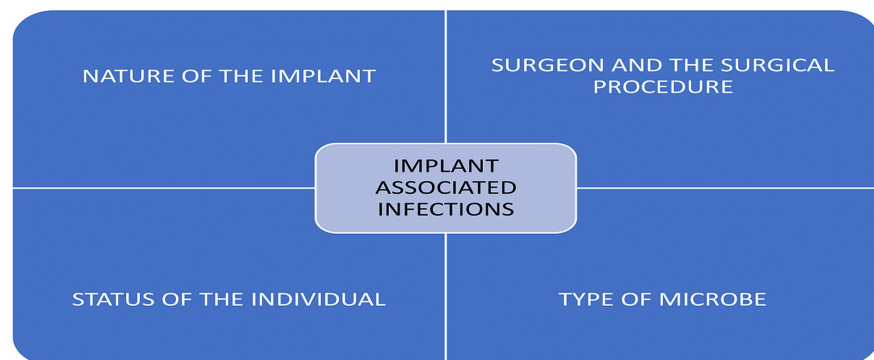 NATURE OF THE IMPLANT
SURGEON AND THE SURGICAL
PROCEDURE
IMPLANT
ASSOCIATED
INFECTIONS
STATUS OF THE INDIVIDUAL
TYPE OF MICROBE